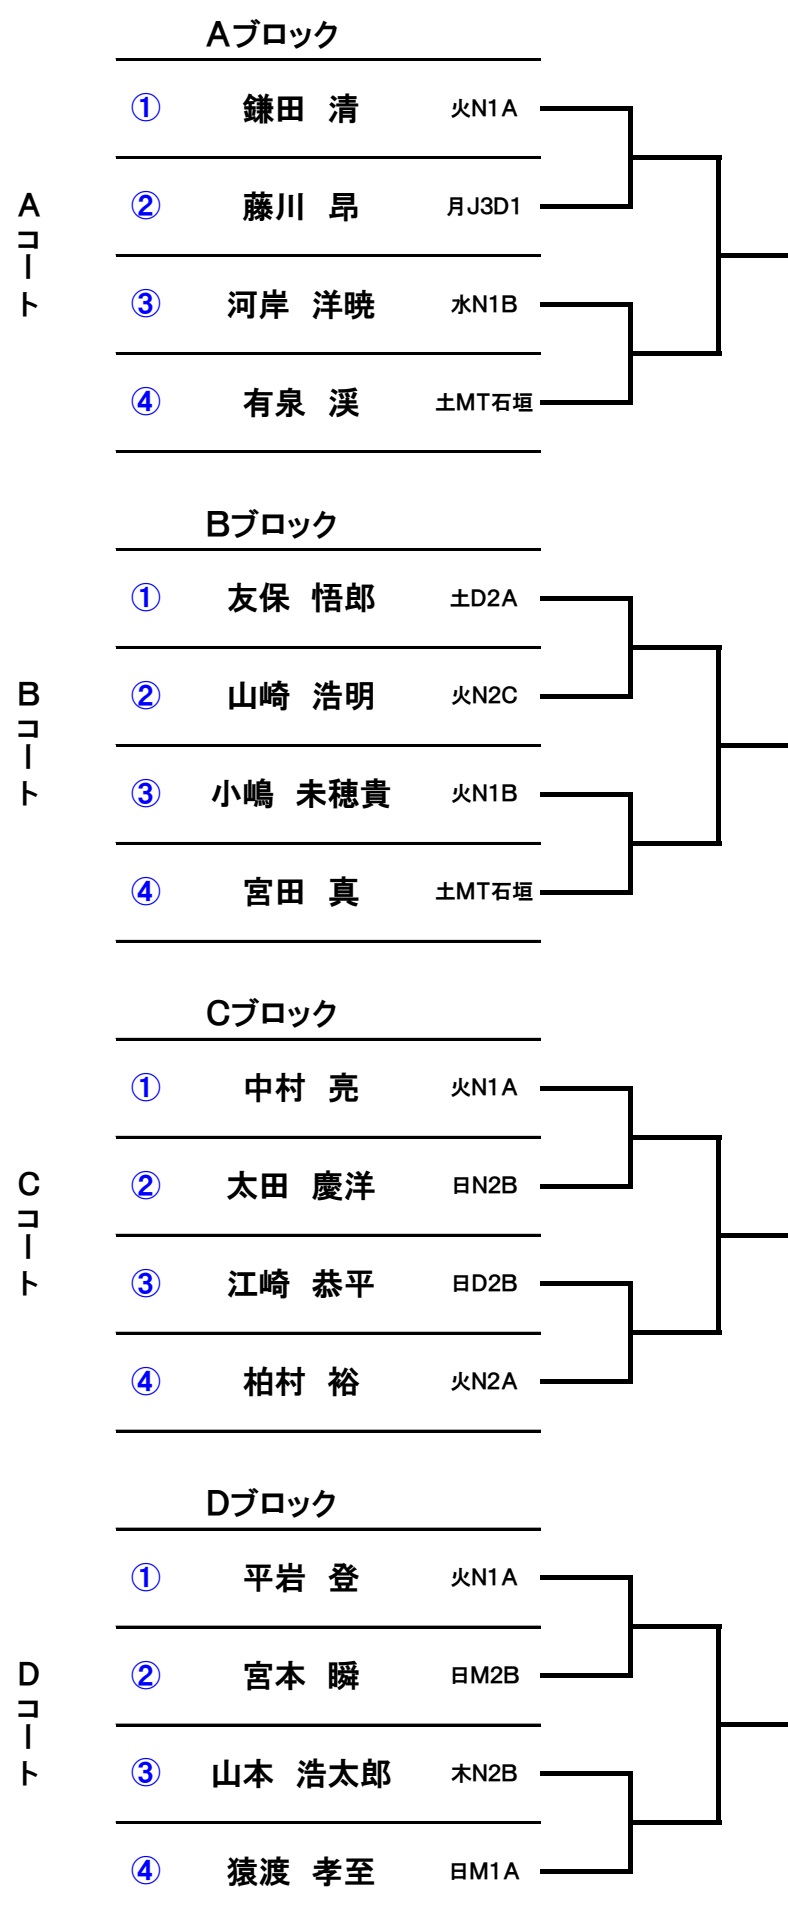 Aブロック
① 鎌田 清 火N1A
② 藤川 昂 月J3D1
③ 河岸 洋暁 水N1B
④ 有泉 渓 土MT石垣
Aコート
Bブロック
① 友保 悟郎 土D2A
② 山崎 浩明 火N2C
③ 小嶋 未穂貴 火N1B
④ 宮田 真 土MT石垣
Bコート
Cブロック
① 中村 亮 火N1A
② 太田 慶洋 日N2B
③ 江崎 恭平 日D2B
④ 柏村 裕 火N2A
Cコート
Dブロック
① 平岩 登 火N1A
② 宮本 瞬 日M2B
③ 山本 浩太郎 木N2B
④ 猿渡 孝至 日M1A
Dコート